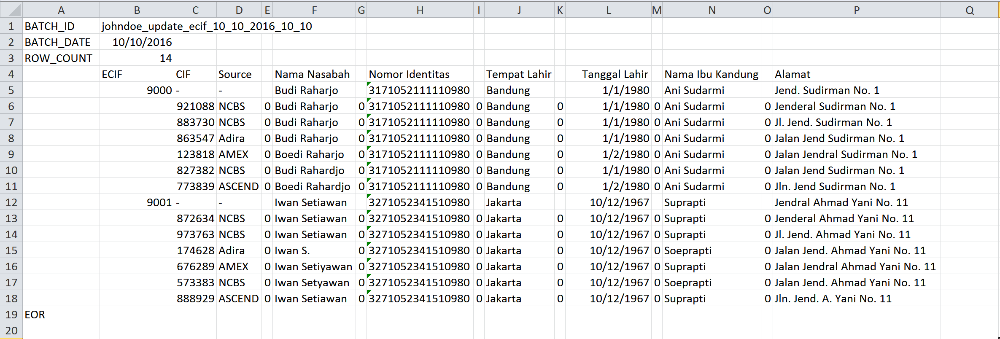 A B C D E F G H I J K L M N O P Q
1 BATCH_ID johndoe_update_ecif_10_10_2016_10_10
2 BATCH_DATE 10/10/2016
3 ROW_COUNT 14
4 ECIF CIF Source Nama Nasabah Nomor Identitas Tempat Lahir Tanggal Lahir Nama Ibu Kandung Alamat
5 9000 - - Budi Raharjo 3171052111110980 Bandung 1/1/1980 Ani Sudarmi Jend. Sudirman No. 1
6 921088 NCBS 0 Budi Raharjo 0 3171052111110980 0 Bandung 0 1/1/1980 0 Ani Sudarmi 0 Jenderal Sudirman No. 1
7 883730 NCBS 0 Budi Raharjo 0 3171052111110980 0 Bandung 0 1/1/1980 0 Ani Sudarmi 0 Jl. Jend. Sudirman No. 1
8 863547 Adira 0 Budi Raharjo 0 3171052111110980 0 Bandung 0 1/1/1980 0 Ani Sudarmi 0 Jalan Jend Sudirman No. 1
9 123818 AMEX 0 Boedi Raharjo 0 3171052111110980 0 Bandung 0 1/2/1980 0 Ani Sudarmi 0 Jalan Jendral Sudirman No. 1
10 827382 NCBS 0 Budi Rahardjo 0 3171052111110980 0 Bandung 0 1/1/1980 0 Ani Sudarmi 0 Jalan Jend Sudirman No. 1
11 773839 ASCEND 0 Boedi Rahardjo 0 3171052111110980 0 Bandung 0 1/2/1980 0 Ani Sudarmi 0 Jln. Jend Sudirman No. 1
12 9001 - - Iwan Setiawan 3271052341510980 Jakarta 10/12/1967 Suprapti Jendral Ahmad Yani No. 11
13 872634 NCBS 0 Iwan Setiawan 0 3271052341510980 0 Jakarta 0 10/12/1967 0 Suprapti 0 Jenderal Ahmad Yani No. 11
14 973763 NCBS 0 Iwan Setiawan 0 3271052341510980 0 Jakarta 0 10/12/1967 0 Suprapti 0 Jl. Jend. Ahmad Yani No. 11
15 174628 Adira 0 Iwan S. 0 3271052341510980 0 Jakarta 0 10/12/1967 0 Soeprapti 0 Jalan Jend. Ahmad Yani No. 11
16 676289 AMEX 0 Iwan Setiyawan 0 3271052341510980 0 Jakarta 0 10/12/1967 0 Suprapti 0 Jalan Jendral Ahmad Yani No. 11
17 573383 NCBS 0 Iwan Setyawan 0 3271052341510980 0 Jakarta 0 10/12/1967 0 Soeprapti 0 Jalan Jend. Ahmad Yani No. 11
18 888929 ASCEND 0 Iwan Setiawan 0 3271052341510980 0 Jakarta 0 10/12/1967 0 Suprapti 0 Jln. Jend. A. Yani No. 11
19 EOR
20